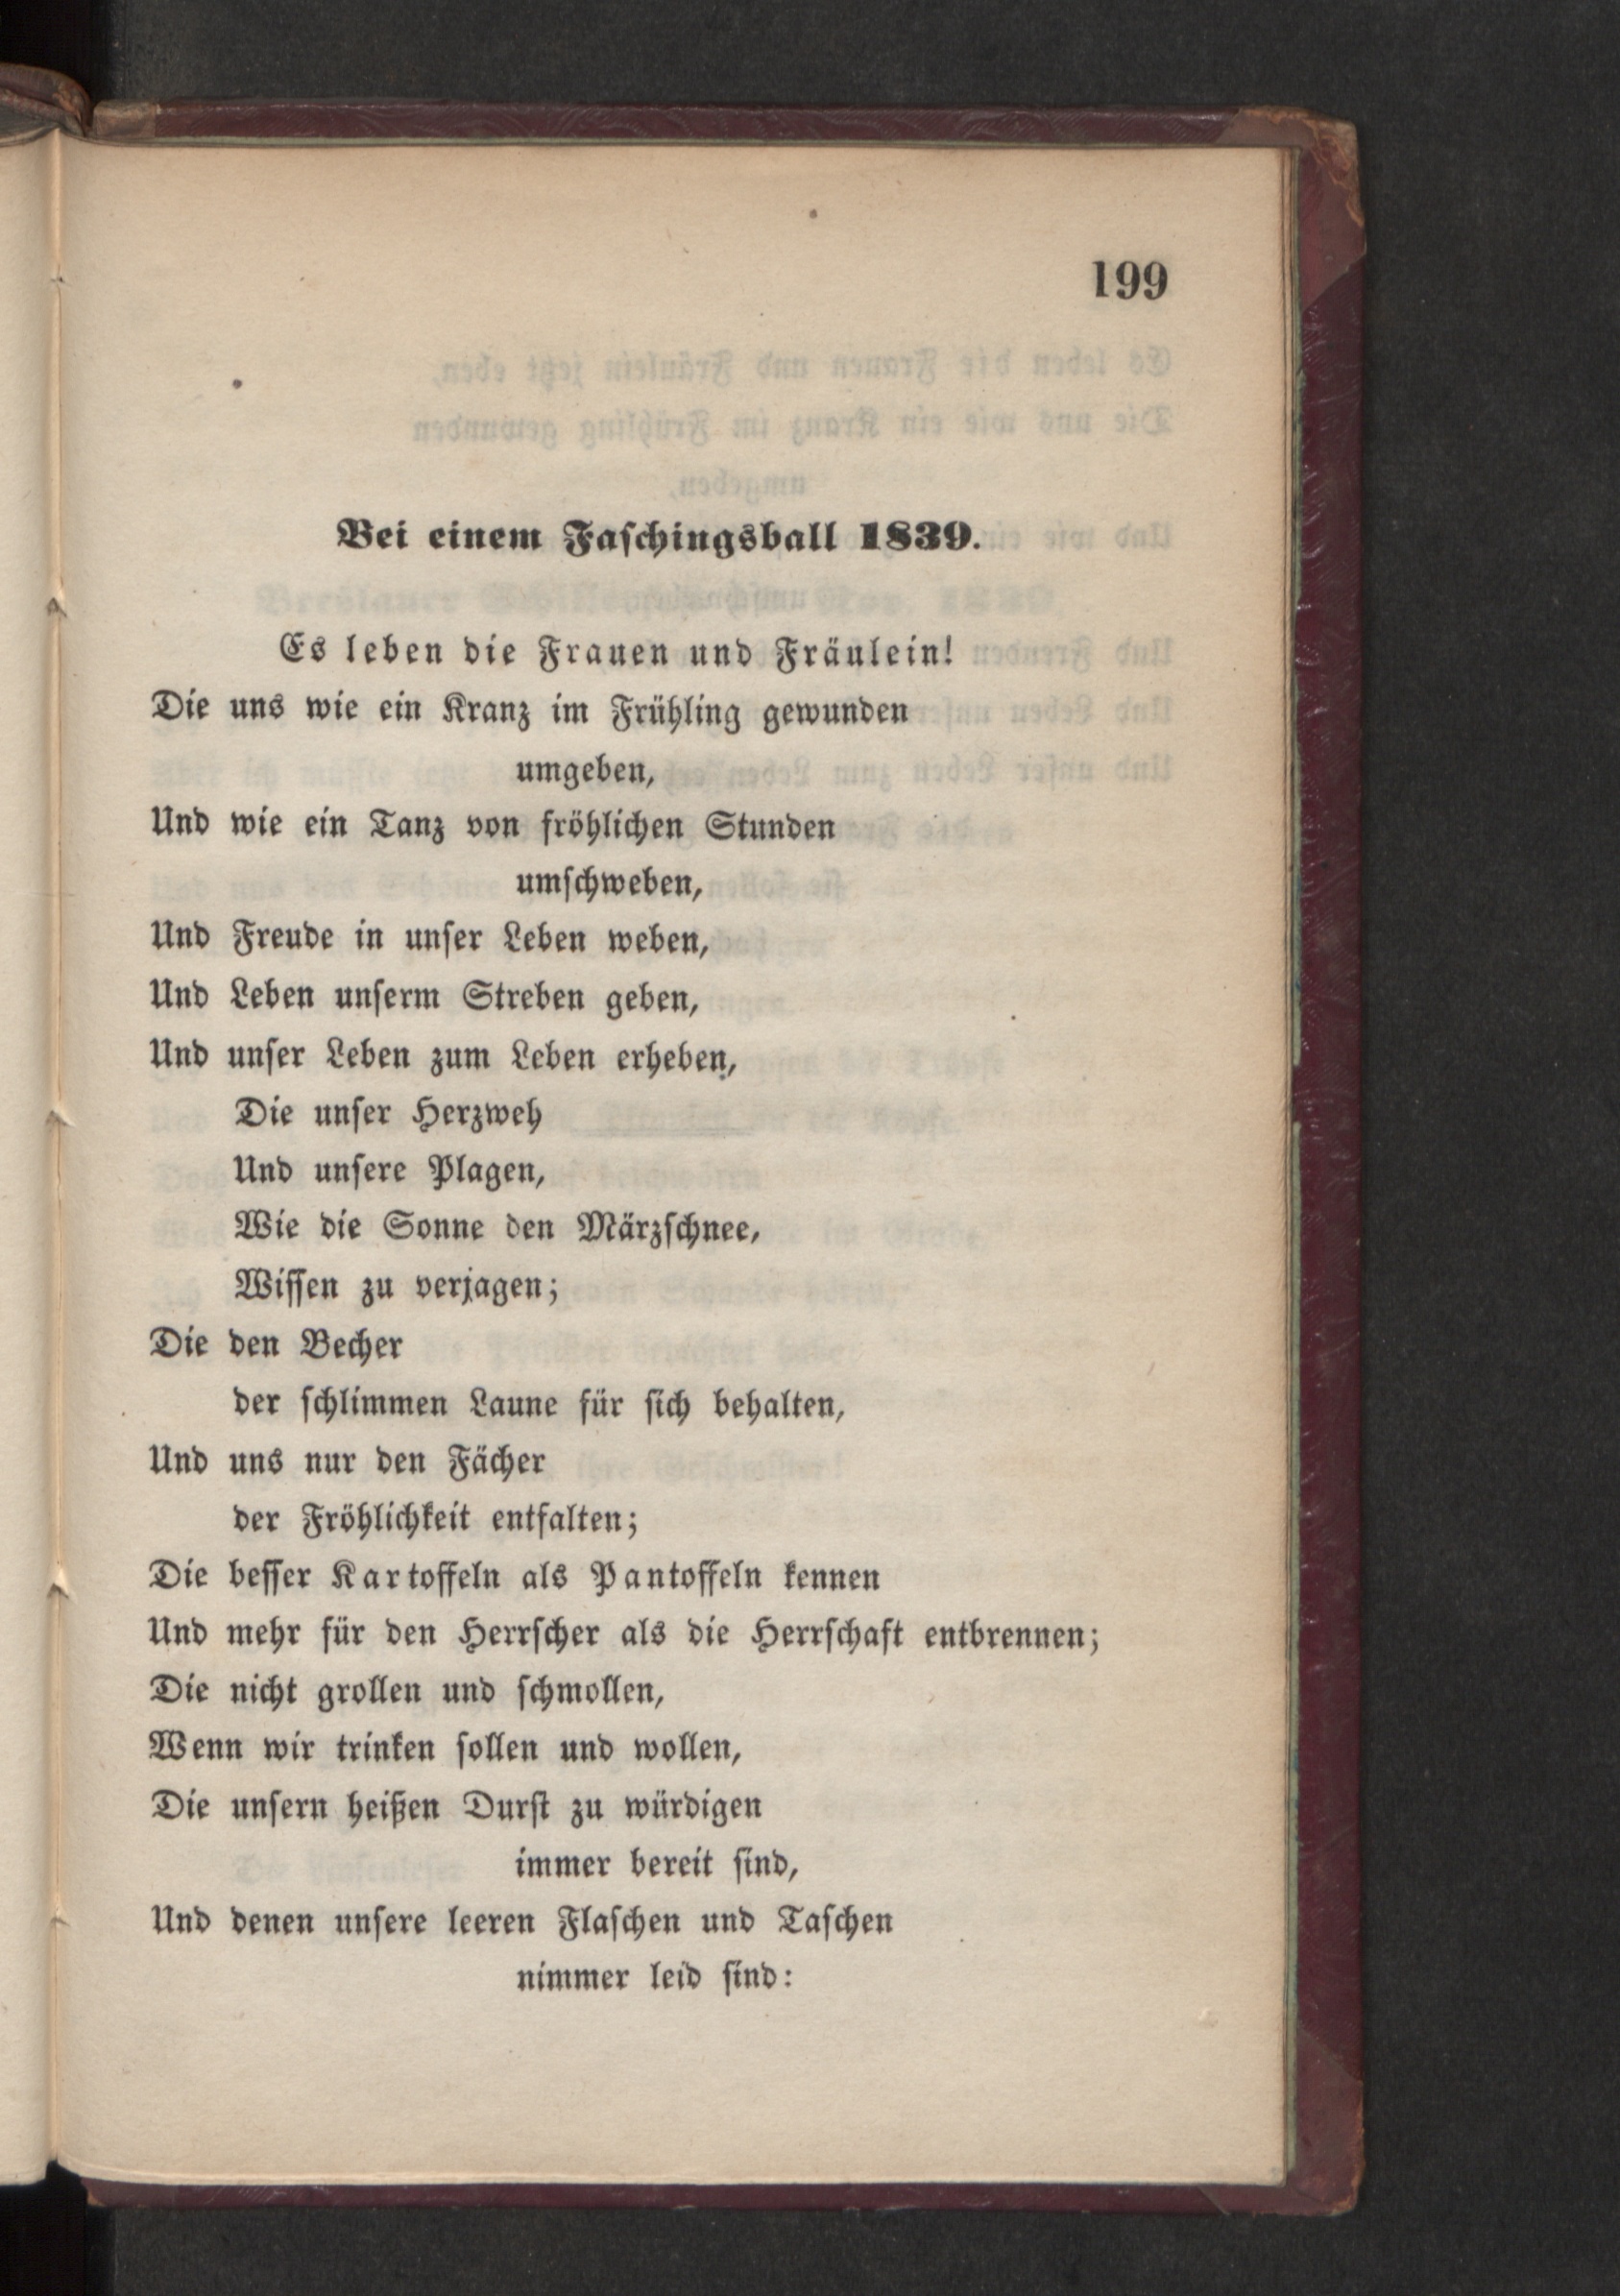 199
Bei einem Faschingsball 1839.
Es leben die Frauen und Fräulein!
Die uns wie ein Kranz im Frühling gewunden
umgeben,
Und wie ein Tanz von fröhlichen Stunden
umschweben,
Und Freude in unser Leben weben,
Und Leben unserm Streben geben,
Und unser Leben zum Leben erheben,
Die unser Herzweh
Und unsere Plagen,
Wie die Sonne den Märzschnee,
Wissen zu verjagen;
Die den Becher
der schlimmen Laune für sich behalten,
Und uns nur den Fächer
der Fröhlichkeit entfalten;
Die besser Kartoffeln als Pantoffeln kennen
Und mehr für den Herrscher als die Herrschaft entbrennen;
Die nicht grollen und schmollen,
Wenn wir trinken sollen und wollen,
Die unsern heißen Durst zu würdigen
immer bereit sind,
Und denen unsere leeren Flaschen und Taschen
nimmer leid sind: